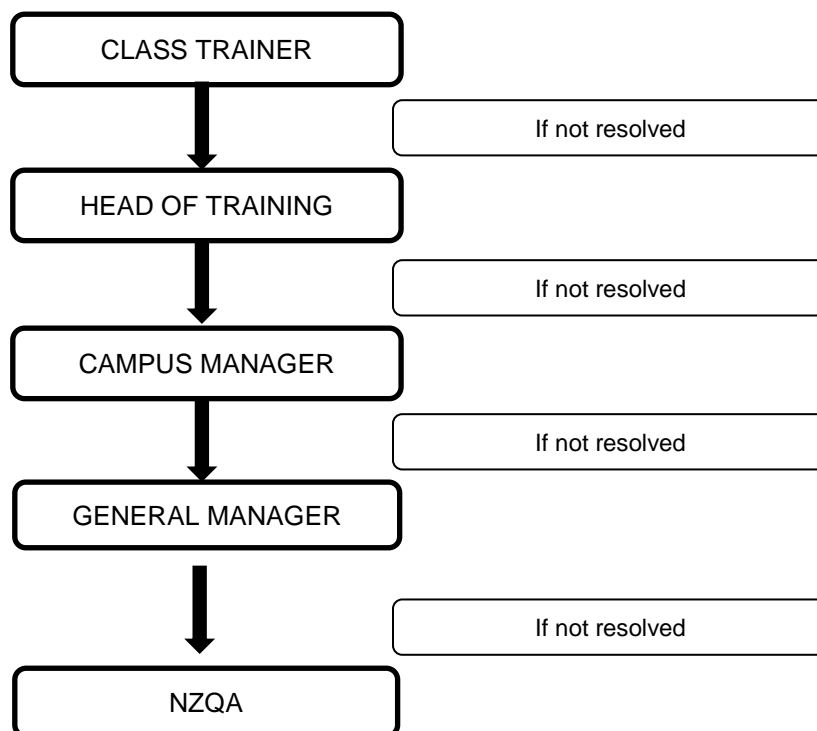 CLASS TRAINER
If not resolved
HEAD OF TRAINING
If not resolved
CAMPUS MANAGER
If not resolved
GENERAL MANAGER
If not resolved
NZQA